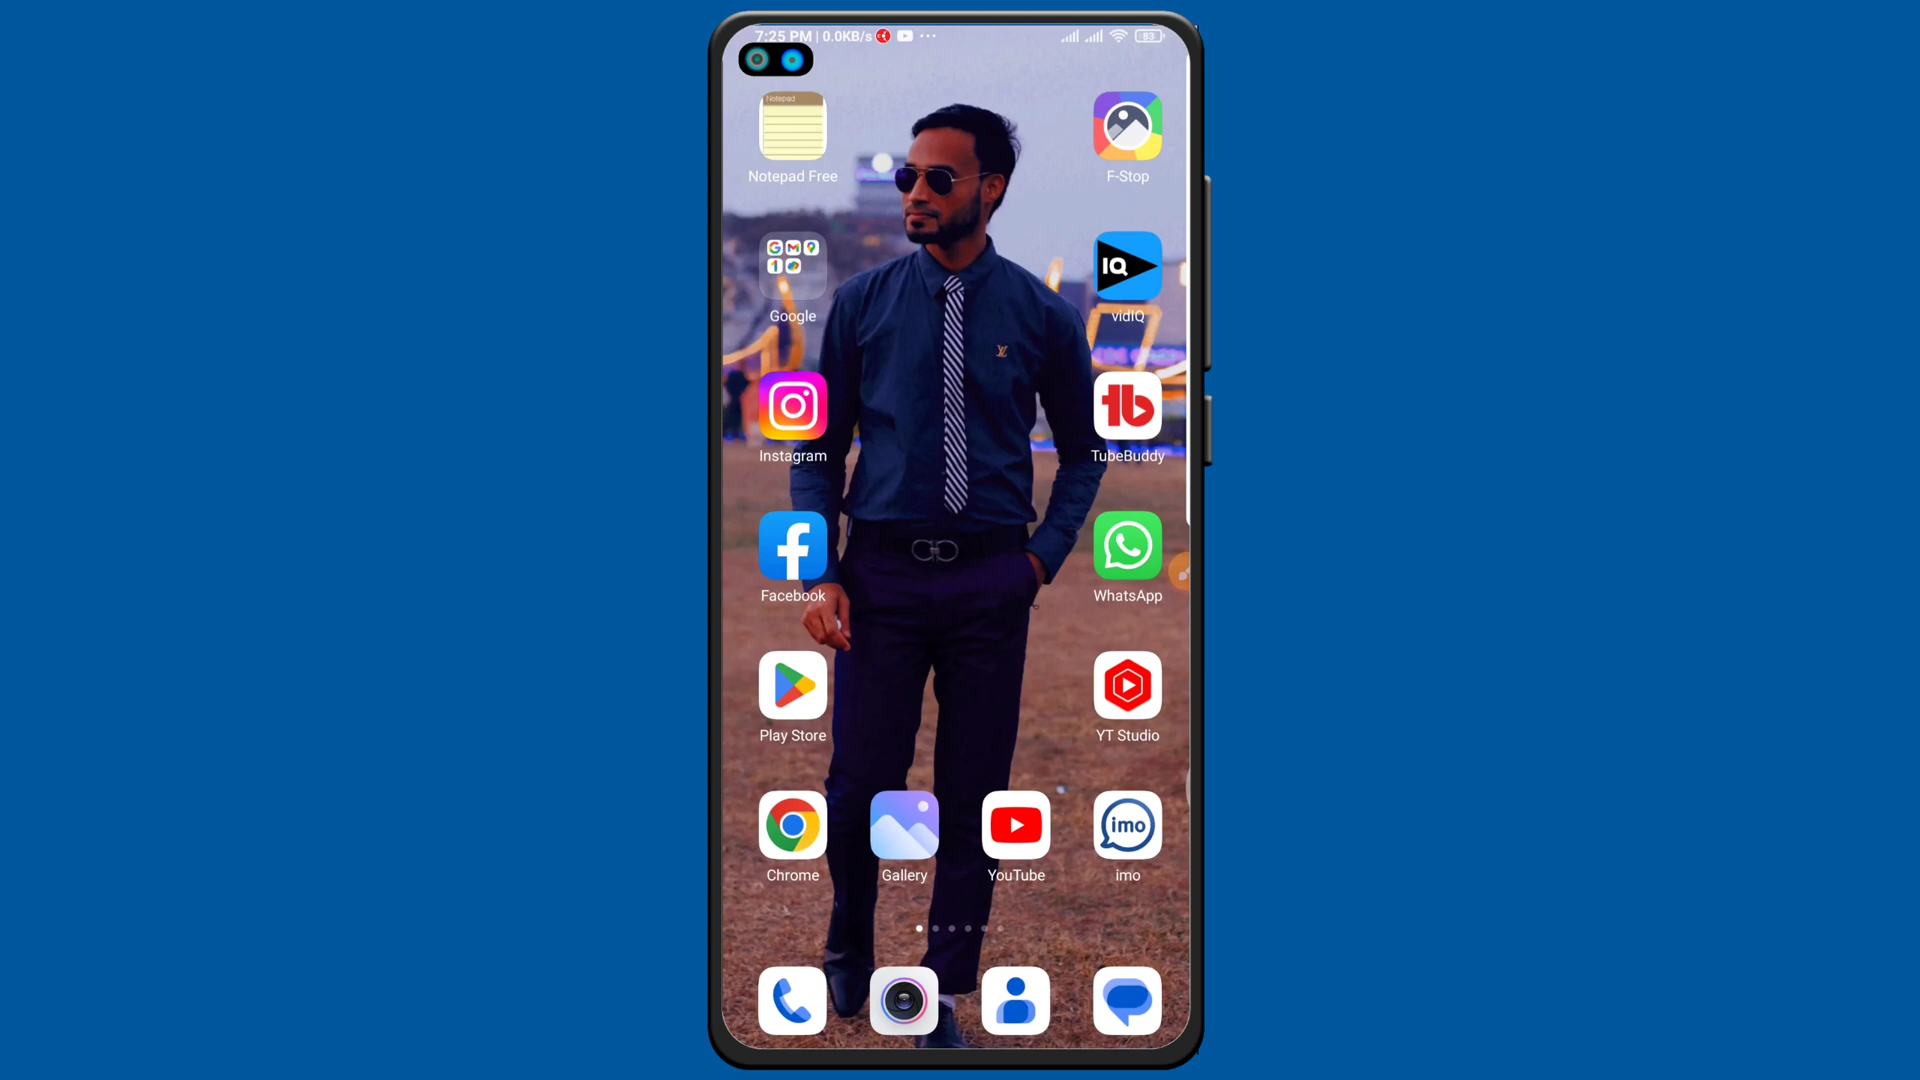 7:25 PM | 0.0KB/s ... 83
Notepad
Notepad Free
F-Stop
IQ
Google
vidIQ
Instagram
TubeBuddy
Facebook
WhatsApp
Play Store
YT Studio
imo
Chrome
Gallery
YouTube
imo